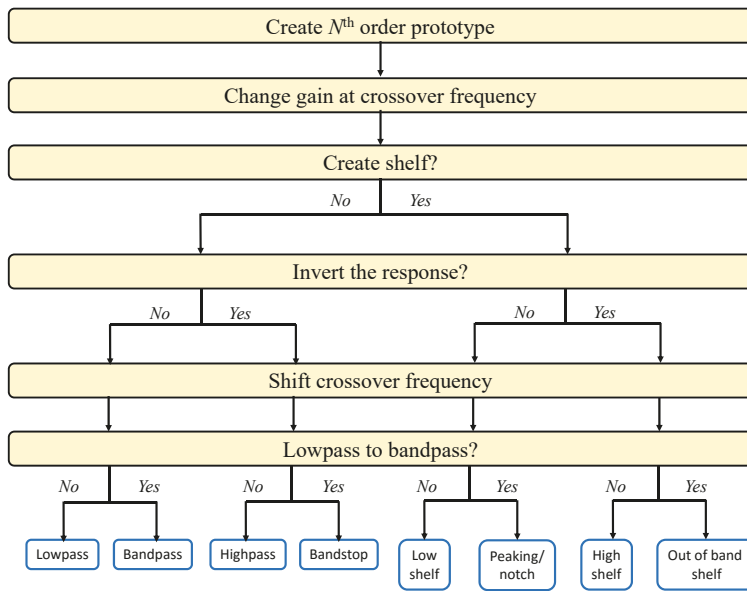 Create Nth order prototype
Change gain at crossover frequency
Create shelf?
No Yes
Invert the response?
No Yes No Yes
Shift crossover frequency
Lowpass to bandpass?
No Yes No Yes No Yes No Yes
Lowpass
Bandpass
Highpass
Bandstop
Low
shelf
Peaking/
notch
High
shelf
Out of band
shelf